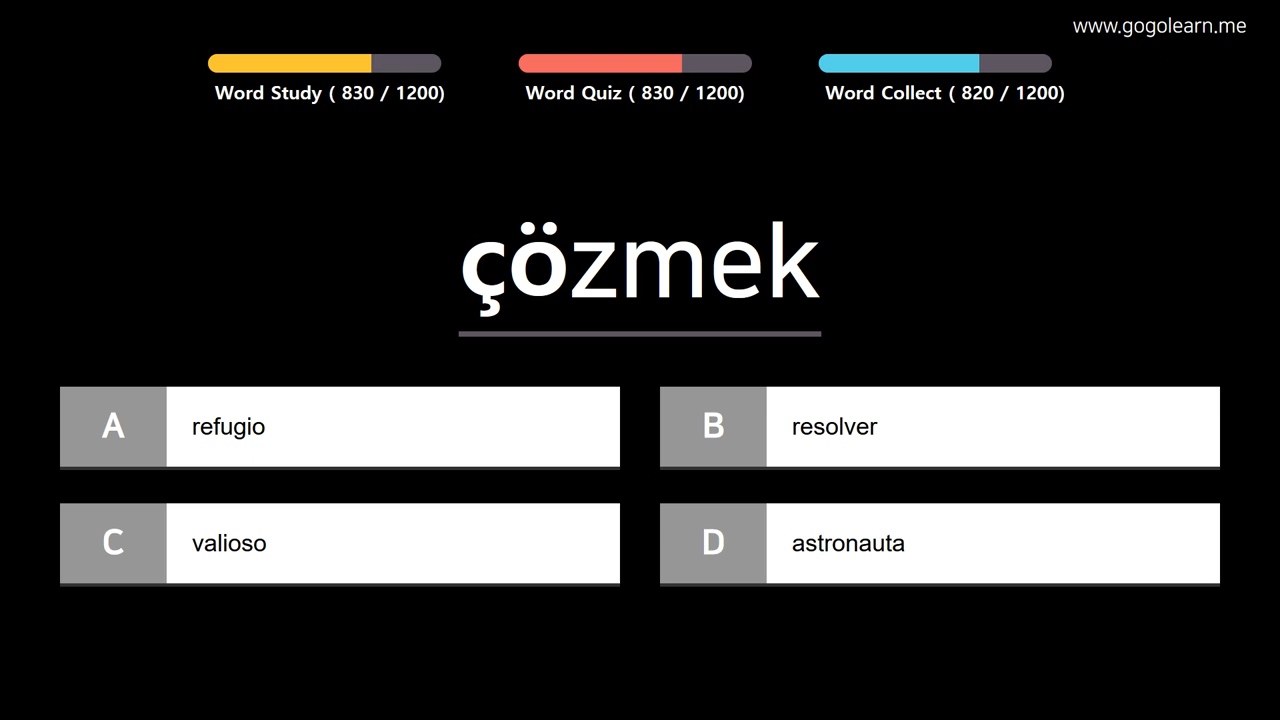 www.gogolearn.me
Word Study ( 830 / 1200)
Word Quiz ( 830 / 1200)
Word Collect ( 820 / 1200)
çözmek
A refugio
B resolver
C valioso
D astronauta